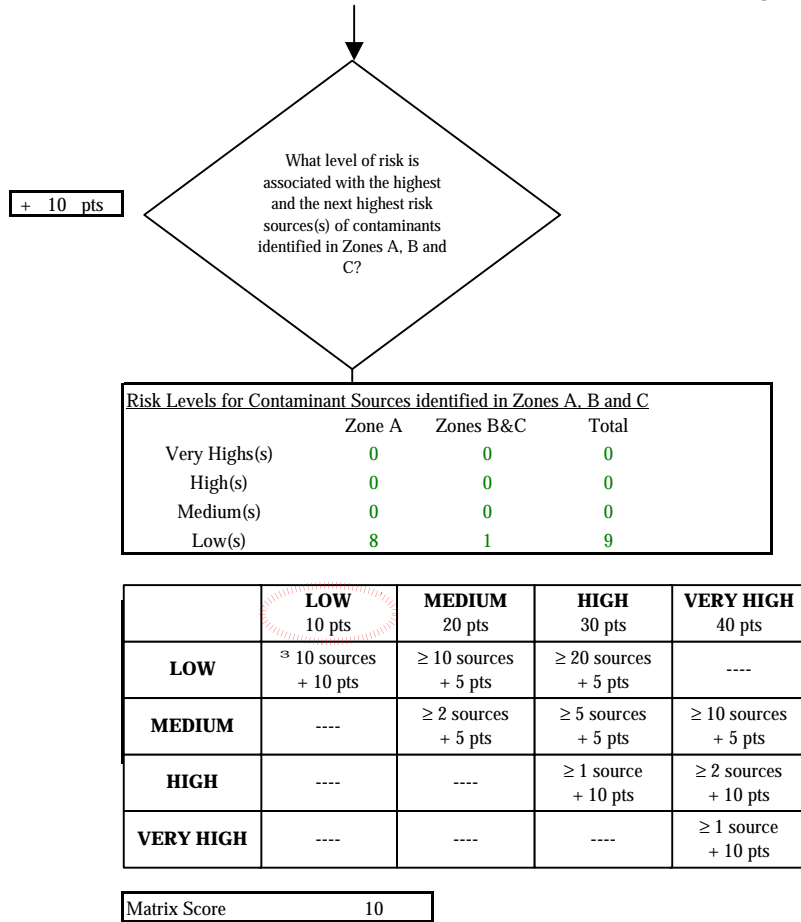 What level of risk is
associated with the highest
and the next highest risk
sources(s) of contaminants
identified in Zones A, B and
C?
+ 10 pts
Risk Levels for Contaminant Sources identified in Zones A, B and C
Zone A Zones B&C Total
Very Highs(s) 0 0 0
High(s) 0 0 0
Medium(s) 0 0 0
Low(s) 8 1 9
LOW MEDIUM HIGH VERY HIGH
10 pts 20 pts 30 pts 40 pts
LOW ³ 10 sources ≥ 10 sources ≥ 20 sources ----
+ 10 pts + 5 pts + 5 pts
MEDIUM ---- ≥ 2 sources ≥ 5 sources ≥ 10 sources
+ 5 pts + 5 pts + 5 pts
HIGH ---- ---- ≥ 1 source ≥ 2 sources
+ 10 pts + 10 pts
VERY HIGH ---- ---- ---- ≥ 1 source
+ 10 pts
Matrix Score 10